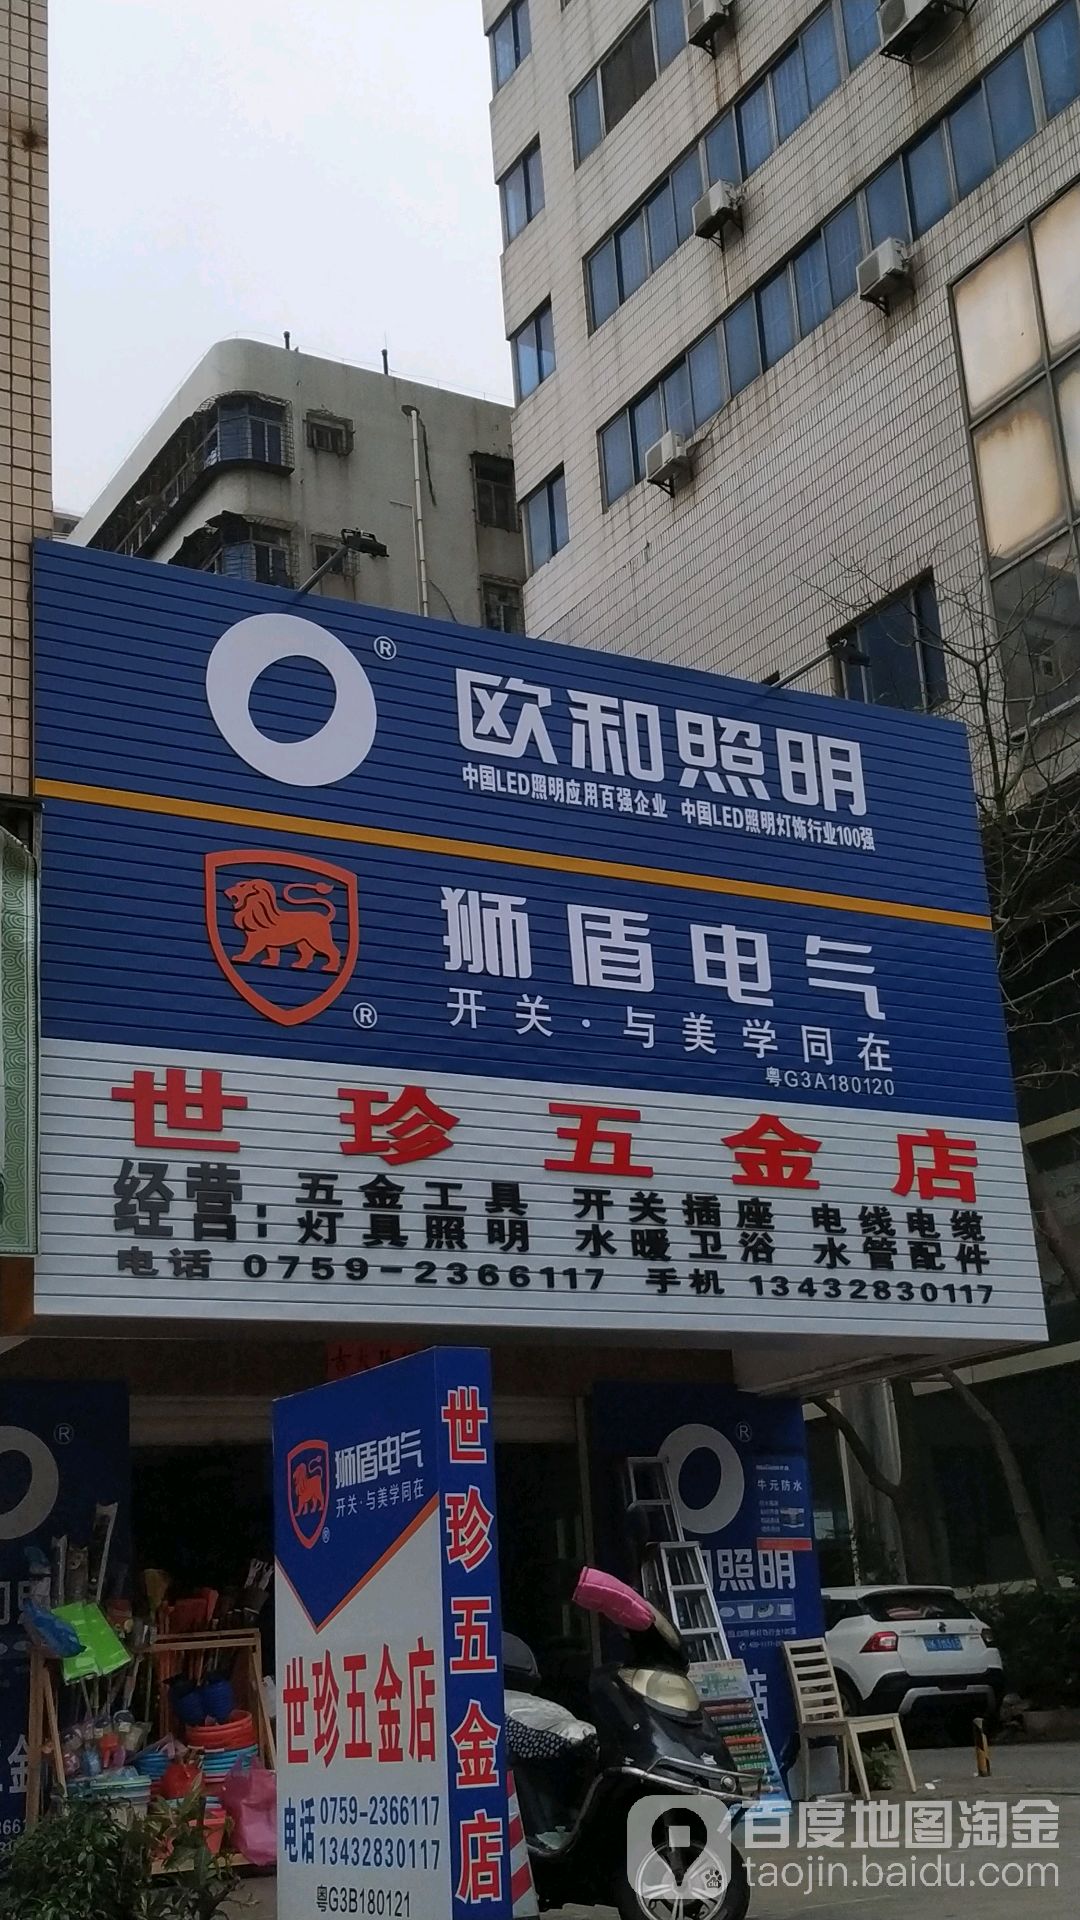 ®
欧和照明
中国LED照明应用百强企业 中国LED照明灯饰行业100强
狮盾电气
®
开关·与美学同在
粤G3A180120
世珍五金店
经营: 五金工具 开关插座 电线电缆
灯具照明 水暖卫浴 水管配件
电话 0759-2366117 手机 13432830117
狮盾电气
开关·与美学同在
®
世珍五金店
电话 0759-2366117
13432830117
粤G3B180121
世珍五金店
®
®
牛元防水
照明
百度地图淘金
taojin.baidu.com